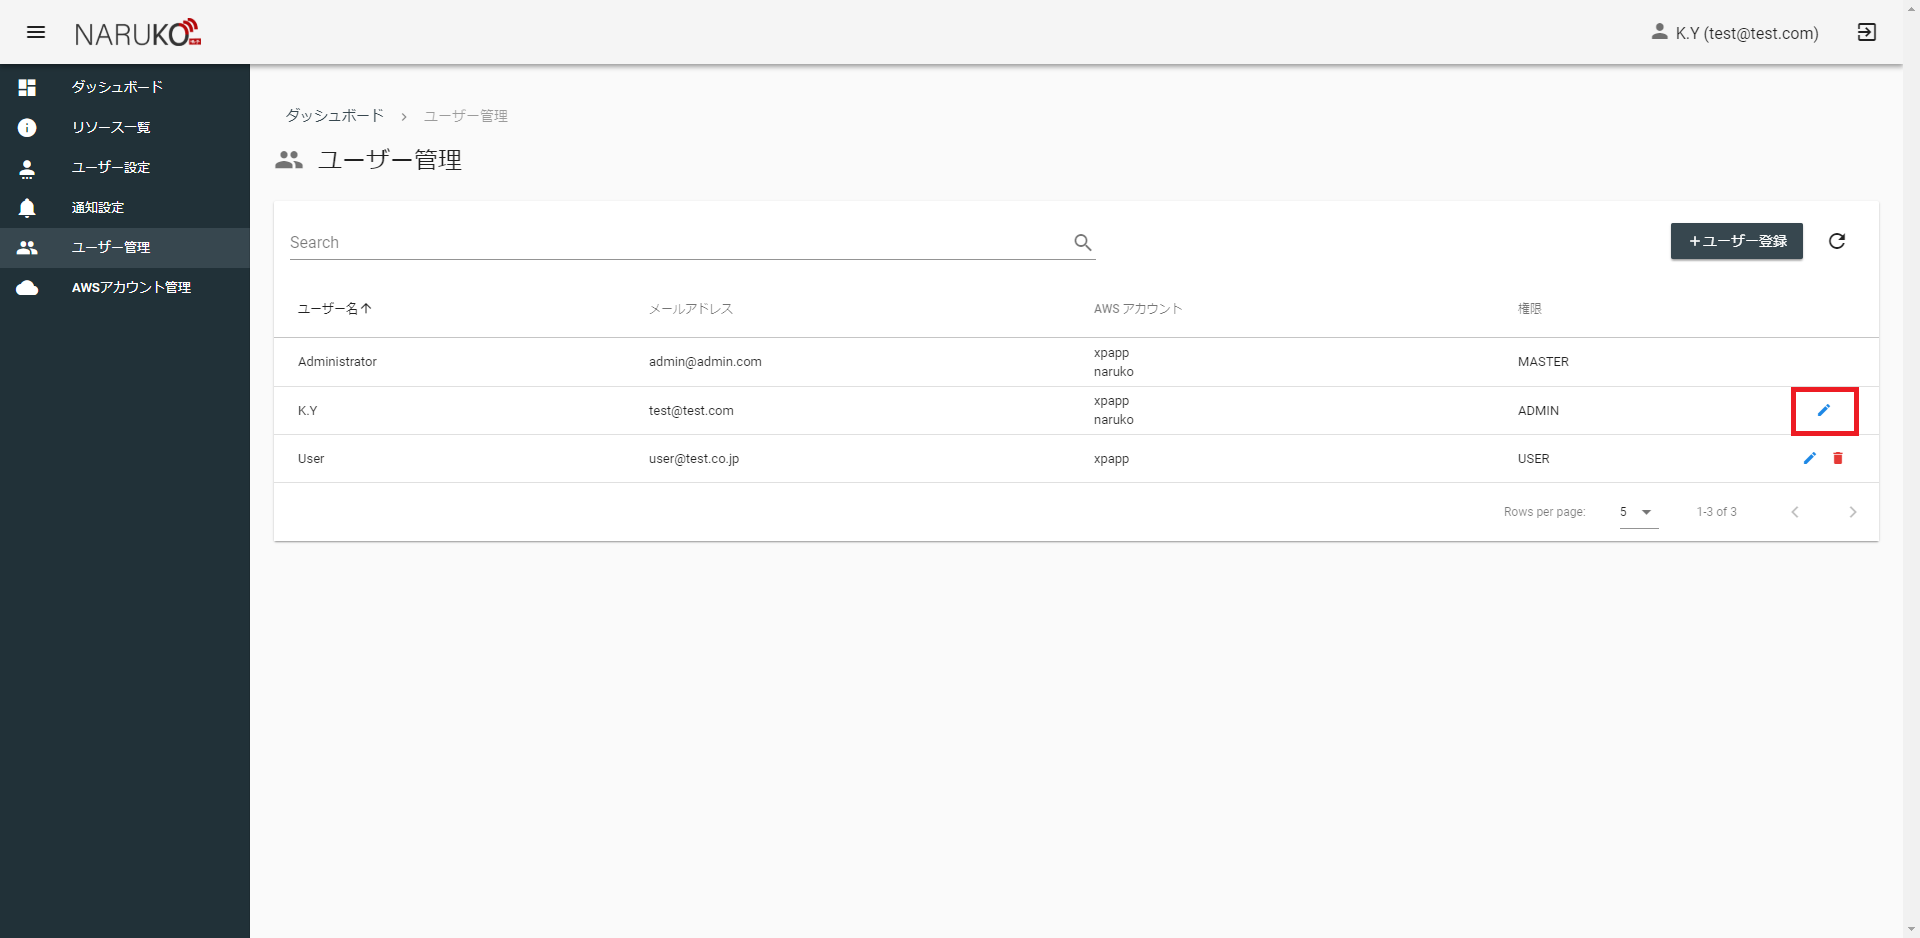 NARUKO
K.Y (test@test.com)
ダッシュボード
リソース一覧
ユーザー設定
通知設定
ユーザー管理
AWSアカウント管理
ダッシュボード › ユーザー管理
ユーザー管理
Search
+ユーザー登録
ユーザー名↑ メールアドレス AWS アカウント 権限
Administrator admin@admin.com xpapp MASTER
naruko
K.Y test@test.com xpapp ADMIN
naruko
User user@test.co.jp xpapp USER
Rows per page: 5 1-3 of 3